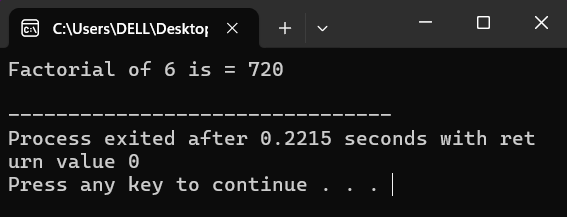 C:\Users\DELL\Desktop
Factorial of 6 is = 720
--------------------------------
Process exited after 0.2215 seconds with ret
urn value 0
Press any key to continue . . .